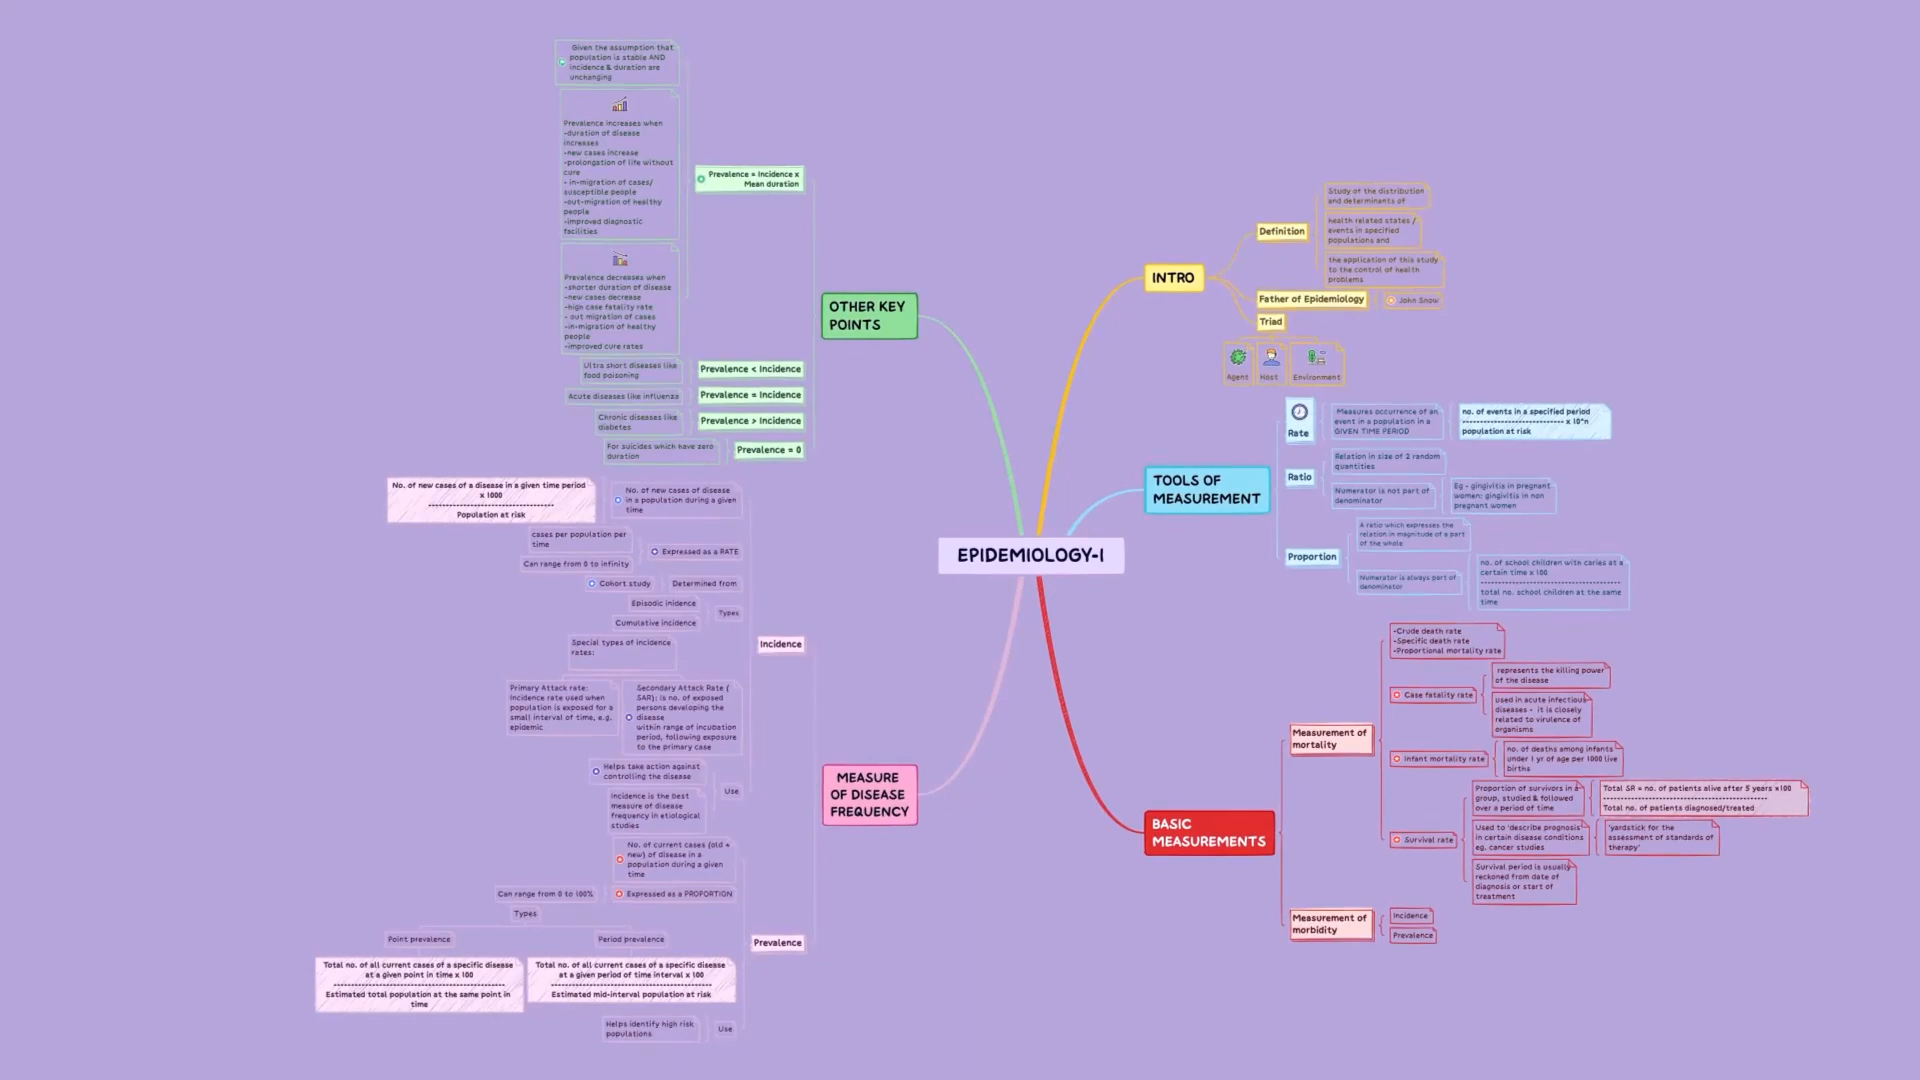 EPIDEMIOLOGY-I
INTRO
Definition
Study of the distribution
and determinants of
health related states /
events in specified
populations and
the application of this study
to the control of health
problems
Father of Epidemiology
John Snow
Triad
Agent
Host
Environment
TOOLS OF
MEASUREMENT
Rate
Measures occurrence of an
event in a population in a
GIVEN TIME PERIOD
no. of events in a specified period
---------------------------- x 10^n
population at risk
Ratio
Relation in size of 2 random
quantities
Numerator is not part of
denominator
Eg - gingivitis in pregnant
women: gingivitis in non
pregnant women
Proportion
A ratio which expresses the
relation in magnitude of a part
of the whole
Numerator is always part of
denominator
no. of school children with caries at a
certain time x 100
-----------------------------------
total no. school children at the same
time
BASIC
MEASUREMENTS
Measurement of
mortality
-Crude death rate
-Specific death rate
-Proportional mortality rate
Case fatality rate
represents the killing power
of the disease
used in acute infectious
diseases - it is closely
related to virulence of
organisms
Infant mortality rate
no. of deaths among infants
under 1 yr of age per 1000 live
births
Survival rate
Proportion of survivors in a
group, studied & followed
over a period of time
Total SR = no. of patients alive after 5 years x100
-----------------------------------------
Total no. of patients diagnosed/treated
Used to 'describe prognosis'
in certain disease conditions
eg. cancer studies
'yardstick for the
assessment of standards of
therapy'
Survival period is usually
reckoned from date of
diagnosis or start of
treatment
Measurement of
morbidity
Incidence
Prevalence
OTHER KEY
POINTS
Prevalence = Incidence x
Mean duration
Given the assumption that
population is stable AND
incidence & duration are
unchanging
Prevalence increases when
-duration of disease
increases
-new cases increase
-prolongation of life without
cure
- in-migration of cases/
susceptible people
-out-migration of healthy
people
-improved diagnostic
facilities
Prevalence decreases when
-shorter duration of disease
-new cases decrease
-high case fatality rate
- out migration of cases
-in-migration of healthy
people
-improved cure rates
Prevalence < Incidence
Ultra short diseases like
food poisoning
Prevalence = Incidence
Acute diseases like influenza
Prevalence > Incidence
Chronic diseases like
diabetes
Prevalence = 0
For suicides which have zero
duration
MEASURE
OF DISEASE
FREQUENCY
Incidence
No. of new cases of disease
in a population during a given
time
No. of new cases of a disease in a given time period
x 1000
--------------------------------
Population at risk
Expressed as a RATE
cases per population per
time
Can range from 0 to infinity
Determined from
Cohort study
Types
Episodic inidence
Cumulative incidence
Special types of incidence
rates:
Primary Attack rate:
Incidence rate used when
population is exposed for a
small interval of time, e.g.
epidemic
Secondary Attack Rate (
SAR): is no. of exposed
persons developing the
disease
within range of incubation
period, following exposure
to the primary case
Use
Helps take action against
controlling the disease
Incidence is the best
measure of disease
frequency in etiological
studies
Prevalence
No. of current cases (old +
new) of disease in a
population during a given
time
Expressed as a PROPORTION
Can range from 0 to 100%
Types
Point prevalence
Total no. of all current cases of a specific disease
at a given point in time x 100
-------------------------------------------
Estimated total population at the same point in
time
Period prevalence
Total no. of all current cases of a specific disease
at a given period of time interval x 100
----------------------------------------
Estimated mid-interval population at risk
Use
Helps identify high risk
populations